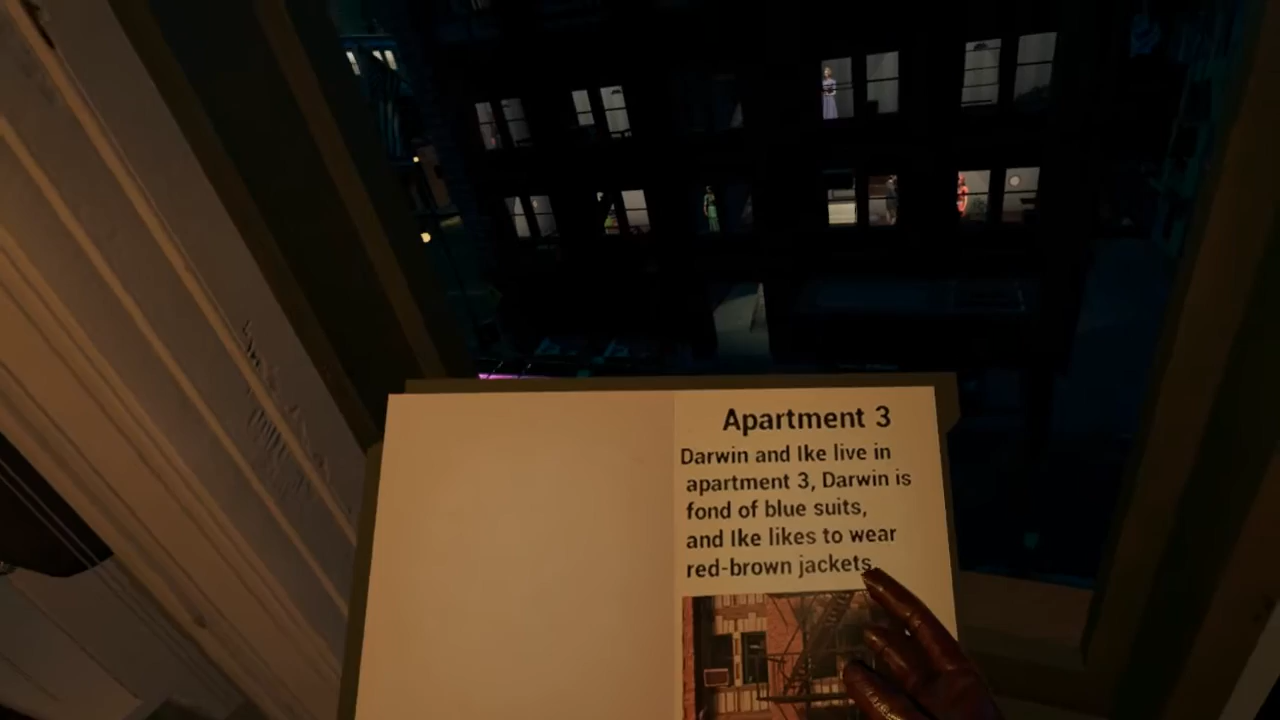 Apartment 3
Darwin and Ike live in
apartment 3, Darwin is
fond of blue suits,
and Ike likes to wear
red-brown jackets.